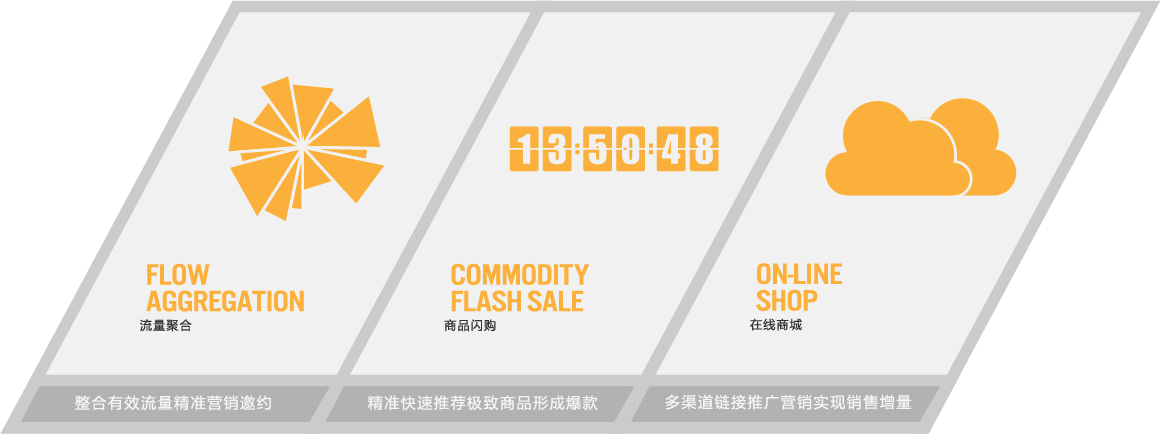 13:50:48
FLOW
AGGREGATION
流量聚合
COMMODITY
FLASH SALE
商品闪购
ON-LINE
SHOP
在线商城
整合有效流量精准营销邀约
精准快速推荐极致商品形成爆款
多渠道链接推广营销实现销售增量